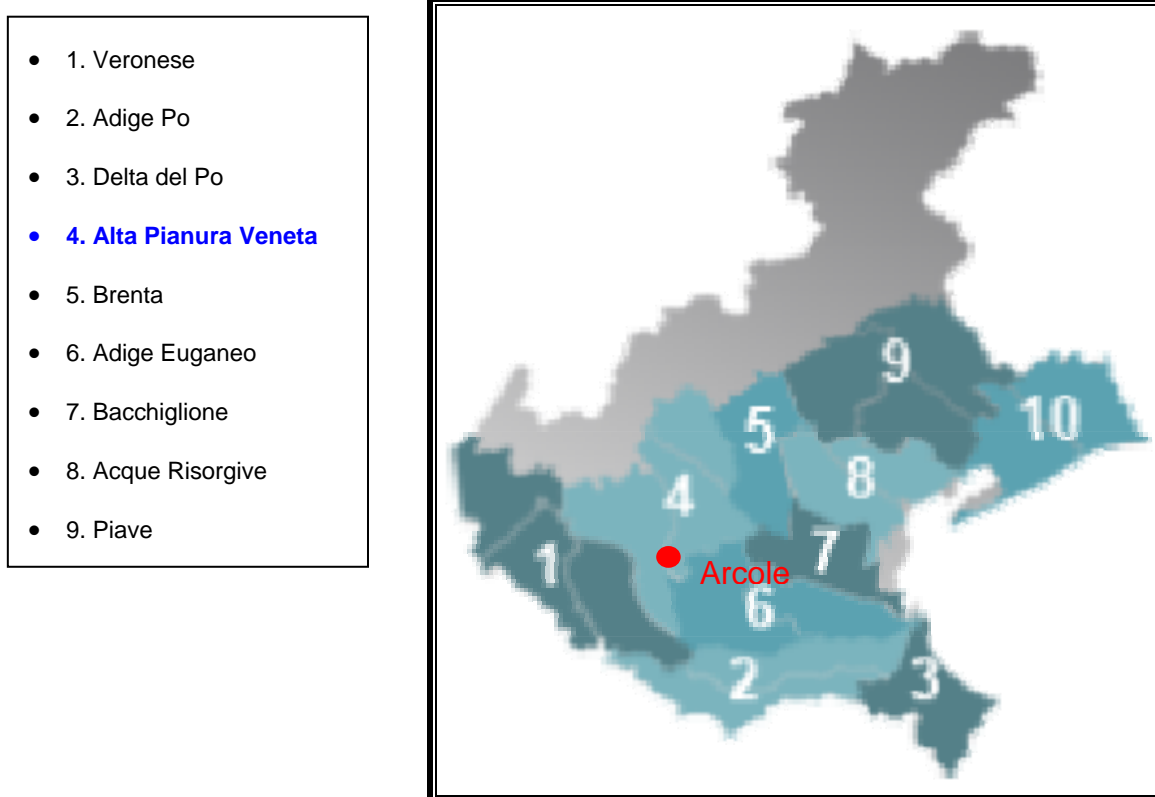 • 1. Veronese
• 2. Adige Po
• 3. Delta del Po
• 4. Alta Pianura Veneta
• 5. Brenta
• 6. Adige Euganeo
• 7. Bacchiglione
• 8. Acque Risorgive
• 9. Piave
9
10
5
8
4
7
1
Arcole
6
2
3